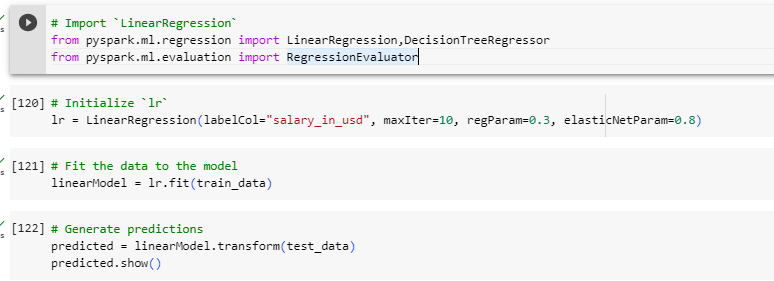 # Import `LinearRegression`
from pyspark.ml.regression import LinearRegression,DecisionTreeRegressor
from pyspark.ml.evaluation import RegressionEvaluator
[120] # Initialize `lr`
lr = LinearRegression(labelCol="salary_in_usd", maxIter=10, regParam=0.3, elasticNetParam=0.8)
[121] # Fit the data to the model
linearModel = lr.fit(train_data)
[122] # Generate predictions
predicted = linearModel.transform(test_data)
predicted.show()